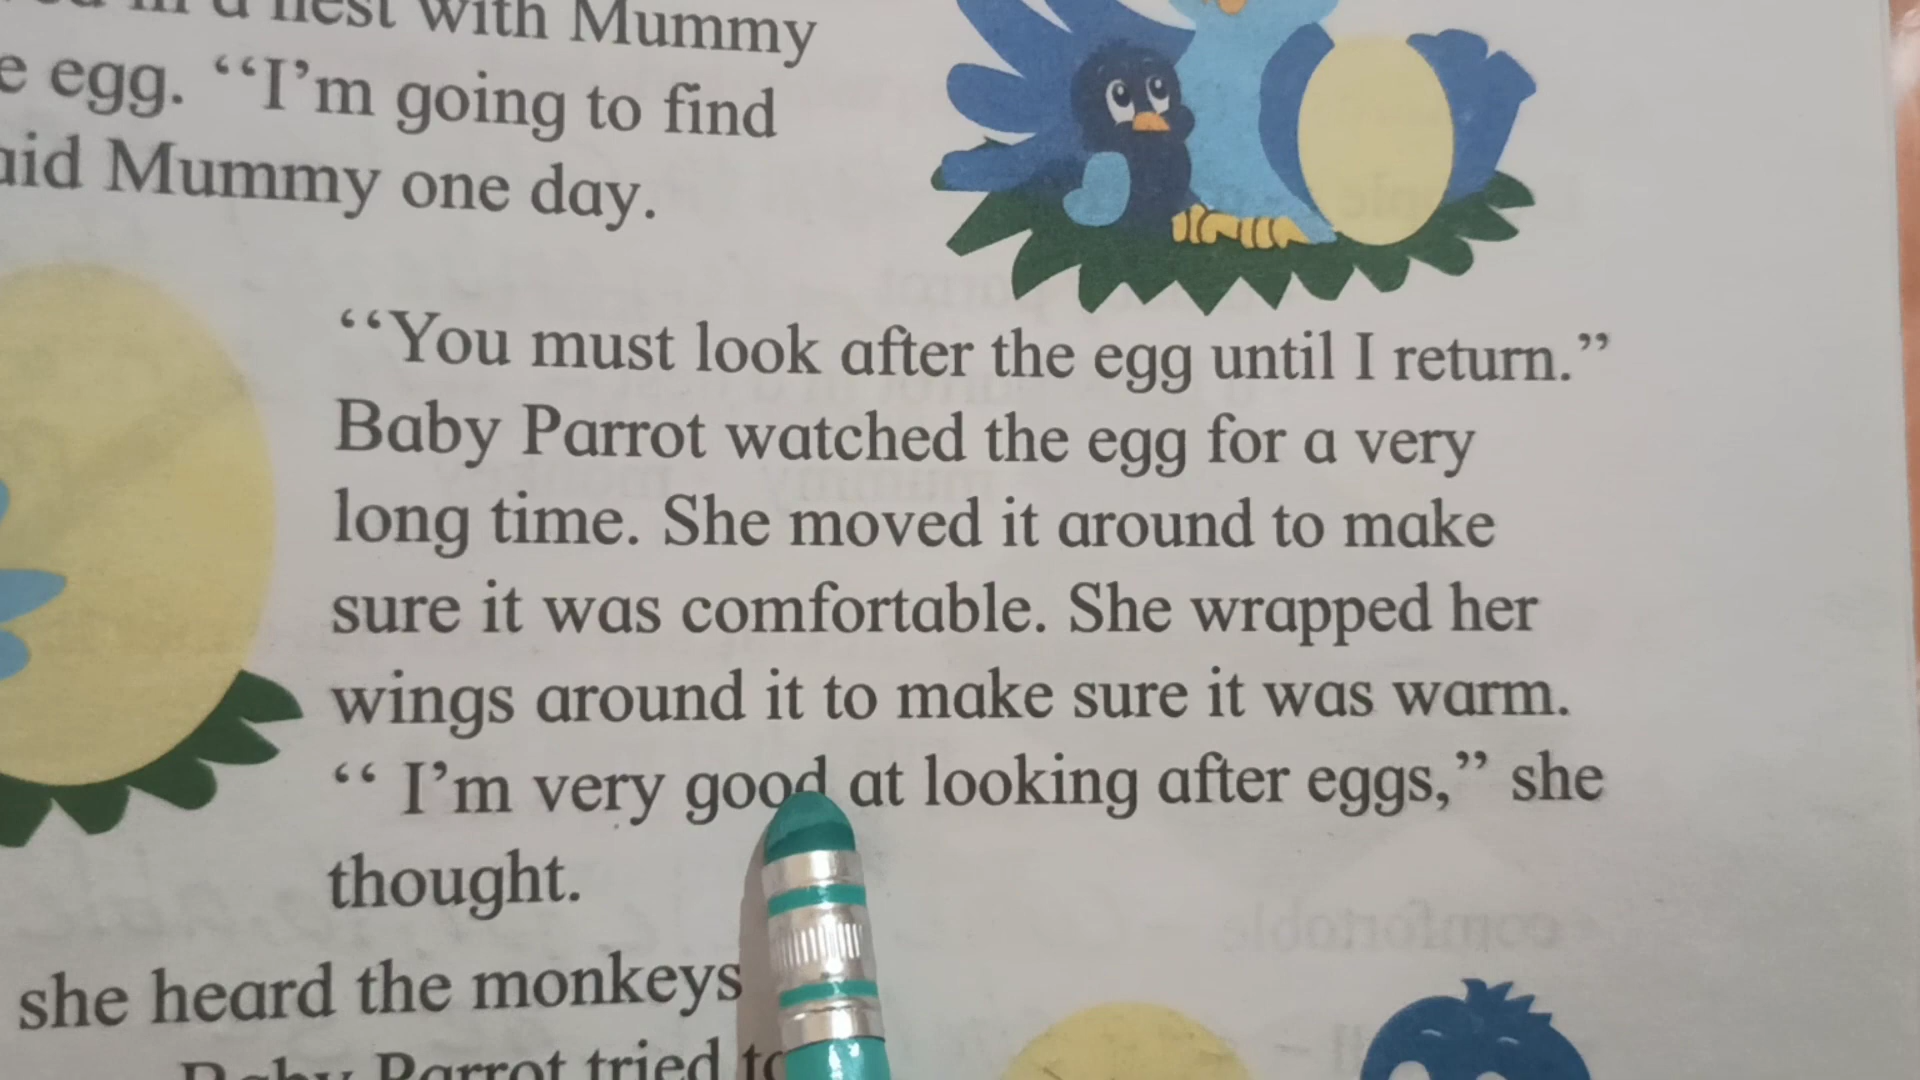 in a nest with Mummy
egg. ‘‘I’m going to find
Mummy one day.
‘‘You must look after the egg until I return.’’
Baby Parrot watched the egg for a very
long time. She moved it around to make
sure it was comfortable. She wrapped her
wings around it to make sure it was warm.
‘‘ I’m very good at looking after eggs,’’ she
thought.
she heard the monkeys
Baby Parrot tried to